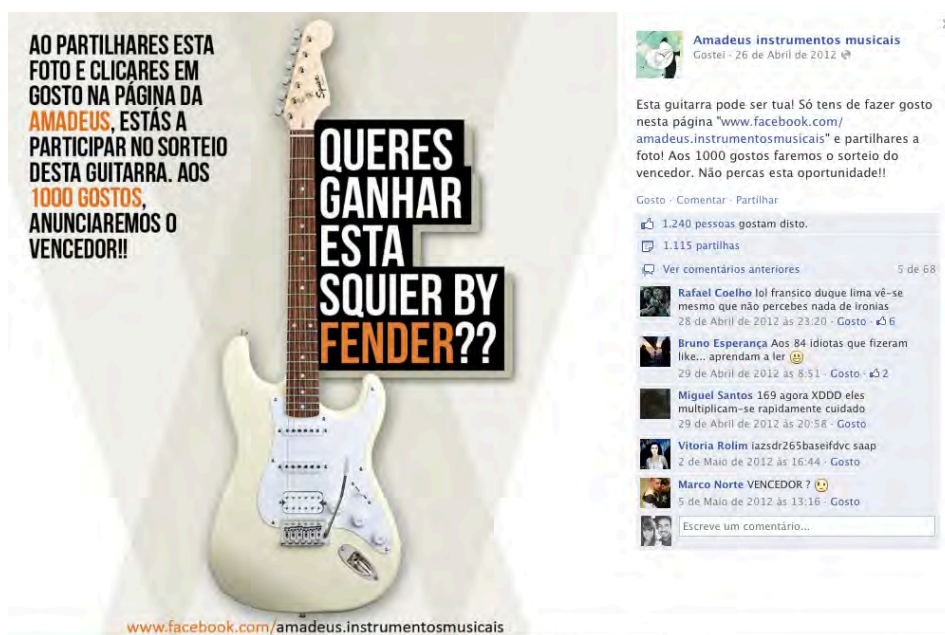 AO PARTILHARES ESTA
FOTO E CLICARES EM
GOSTO NA PÁGINA DA
AMADEUS, ESTÁS A
PARTICIPAR NO SORTEIO
DESTA GUITARRA. AOS
1000 GOSTOS,
ANUNCIAREMOS O
VENCEDOR!!
Squier
QUERES
GANHAR
ESTA
SQUIER BY
FENDER??
www.facebook.com/amadeus.instrumentosmusicais
Amadeus instrumentos musicais
Gostei · 26 de Abril de 2012
Esta guitarra pode ser tua! Só tens de fazer gosto
nesta página "www.facebook.com/
amadeus.instrumentosmusicais" e partilhares a
foto! Aos 1000 gostos faremos o sorteio do
vencedor. Não percas esta oportunidade!!
Gosto · Comentar · Partilhar
1.240 pessoas gostam disto.
1.115 partilhas
Ver comentários anteriores 5 de 68
Rafael Coelho lol fransico duque lima vê-se
mesmo que não percebes nada de ironias
28 de Abril de 2012 às 23:20 · Gosto · 6
Bruno Esperança Aos 84 idiotas que fizeram
like... aprendam a ler
29 de Abril de 2012 às 8:51 · Gosto · 2
Miguel Santos 169 agora XDDD eles
multiplicam-se rapidamente cuidado
29 de Abril de 2012 às 20:58 · Gosto
Vitoria Rolim iazsdr265baseifdvc saap
2 de Maio de 2012 às 16:44 · Gosto
Marco Norte VENCEDOR ?
5 de Maio de 2012 às 13:16 · Gosto
Escreve um comentário...